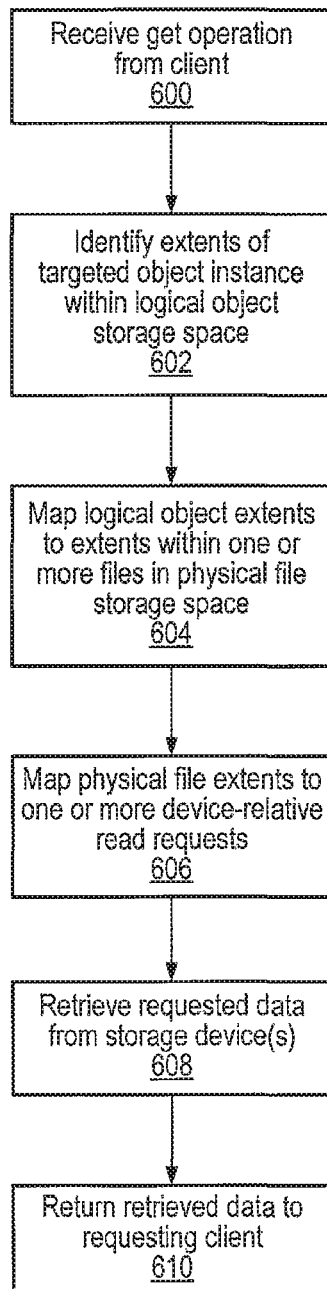 Receive get operation
from client
600
Identify extents of
targeted object instance
within logical object
storage space
602
Map logical object extents
to extents within one or
more files in physical file
storage space
604
Map physical file extents to
one or more device-relative
read requests
606
Retrieve requested data
from storage device(s)
608
Return retrieved data to
requesting client
610